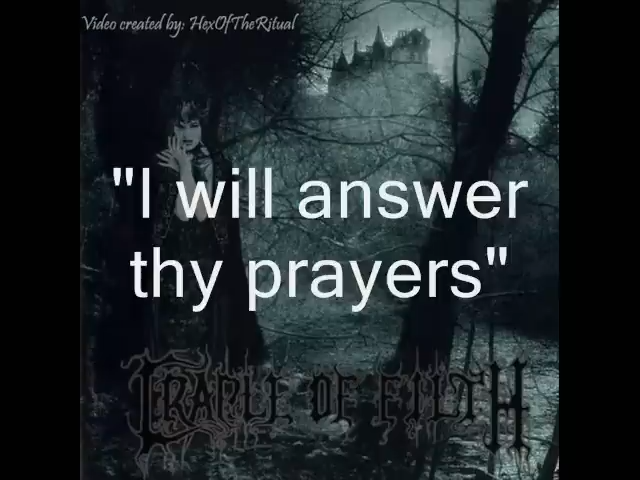 Video created by: HexOfTheRitual
"I will answer
thy prayers"
CRADLE OF FILTH